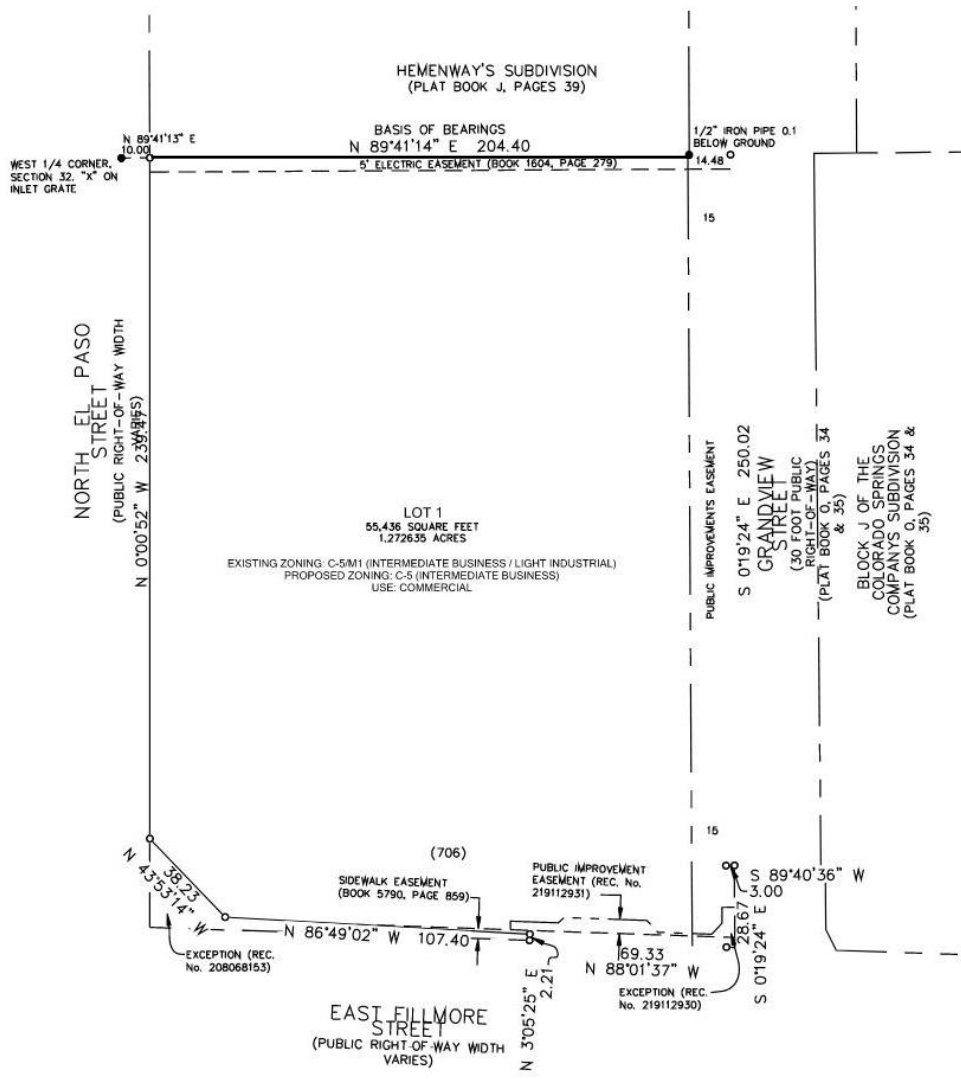 HEMENWAY'S SUBDIVISION
(PLAT BOOK J, PAGES 39)
N 89°41'13" E
10.00
BASIS OF BEARINGS
N 89°41'14" E 204.40
5' ELECTRIC EASEMENT (BOOK 1604, PAGE 279)
1/2" IRON PIPE 0.1
BELOW GROUND
14.48
WEST 1/4 CORNER,
SECTION 32. "X" ON
INLET GRATE
15
NORTH EL PASO
STREET
(PUBLIC RIGHT-OF-WAY WIDTH
VARIES)
N 0°00'52" W 239.47
LOT 1
55,436 SQUARE FEET
1.272635 ACRES
EXISTING ZONING: C-5/M1 (INTERMEDIATE BUSINESS / LIGHT INDUSTRIAL)
PROPOSED ZONING: C-5 (INTERMEDIATE BUSINESS)
USE: COMMERCIAL
PUBLIC IMPROVEMENTS EASEMENT
S 0°19'24" E 250.02
GRANDVIEW
STREET
(30 FOOT PUBLIC
RIGHT-OF-WAY)
(PLAT BOOK O, PAGES 34
& 35)
BLOCK J OF THE
COLORADO SPRINGS
COMPANYS SUBDIVISION
(PLAT BOOK O, PAGES 34 &
35)
15
(706)
38.23
N 43°53'14" W
SIDEWALK EASEMENT
(BOOK 5790, PAGE 859)
PUBLIC IMPROVEMENT
EASEMENT (REC. No.
219112931)
S 89°40'36" W
3.00
28.67
S 0°19'24" E
N 86°49'02" W 107.40
EXCEPTION (REC.
No. 208068153)
N 3°05'25" E
2.21
69.33
N 88°01'37" W
EXCEPTION (REC.
No. 219112930)
EAST FILLMORE
STREET
(PUBLIC RIGHT-OF-WAY WIDTH
VARIES)